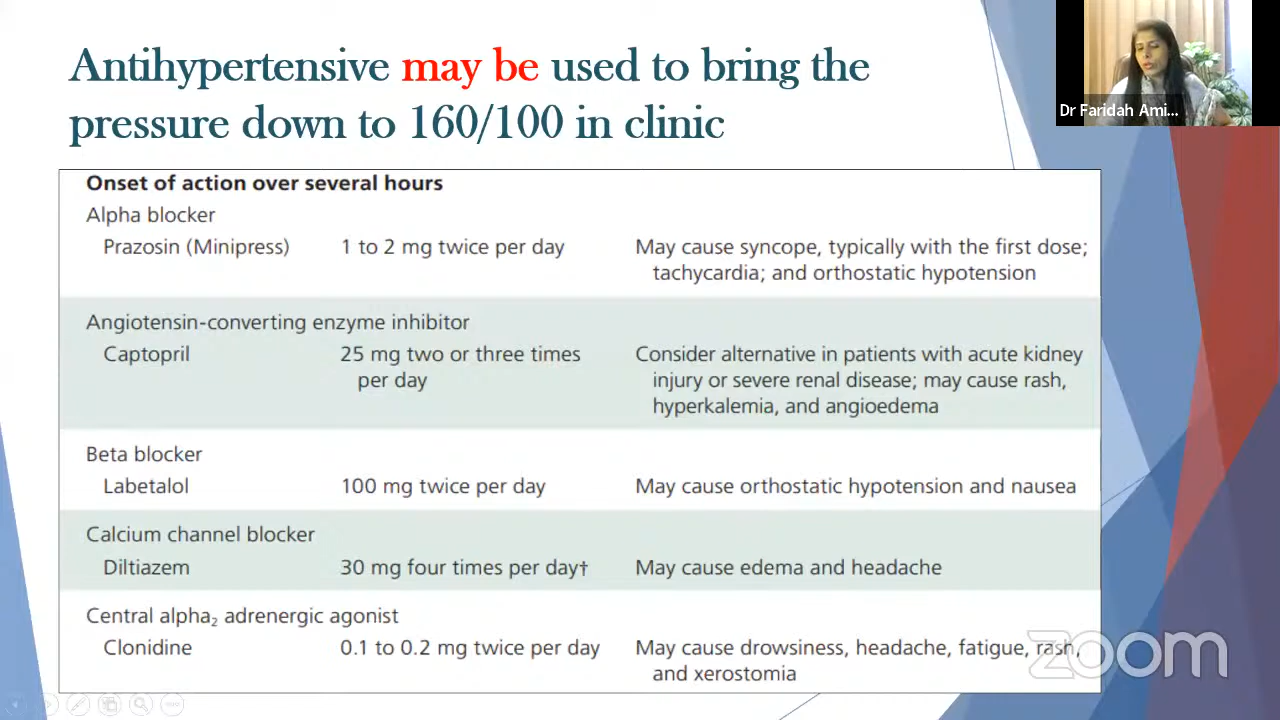 Antihypertensive may be used to bring the
pressure down to 160/100 in clinic
Dr Faridah Ami...
Onset of action over several hours
Alpha blocker
Prazosin (Minipress) 1 to 2 mg twice per day May cause syncope, typically with the first dose;
tachycardia; and orthostatic hypotension
Angiotensin-converting enzyme inhibitor
Captopril 25 mg two or three times Consider alternative in patients with acute kidney
per day injury or severe renal disease; may cause rash,
hyperkalemia, and angioedema
Beta blocker
Labetalol 100 mg twice per day May cause orthostatic hypotension and nausea
Calcium channel blocker
Diltiazem 30 mg four times per day† May cause edema and headache
Central alpha₂ adrenergic agonist
Clonidine 0.1 to 0.2 mg twice per day May cause drowsiness, headache, fatigue, rash,
and xerostomia
zoom